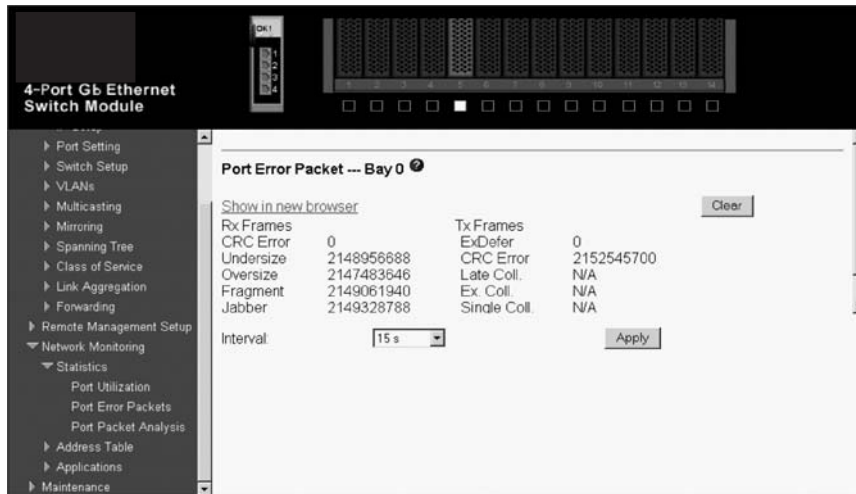 OK1
1
2
3
4
1 2 3 4 5 6 7 8 9 10 11 12 13 14
4-Port Gb Ethernet
Switch Module
Port Setting
Switch Setup
VLANs
Multicasting
Mirroring
Spanning Tree
Class of Service
Link Aggregation
Forwarding
Remote Management Setup
Network Monitoring
Statistics
Port Utilization
Port Error Packets
Port Packet Analysis
Address Table
Applications
Maintenance
Port Error Packet --- Bay 0 ?
Show in new browser
Clear
Rx Frames Tx Frames
CRC Error 0 ExDefer 0
Undersize 2148956688 CRC Error 2152545700
Oversize 2147483646 Late Coll. N/A
Fragment 2149061940 Ex. Coll. N/A
Jabber 2149328788 Single Coll. N/A
Interval: 15 s Apply